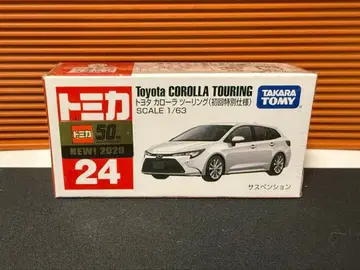 トミカ
トミカ 50th
NEW! 2020
24
Toyota COROLLA TOURING
トヨタ カローラ ツーリング(初回特別仕様)
SCALE 1/63
TAKARA
TOMY
サスペンション